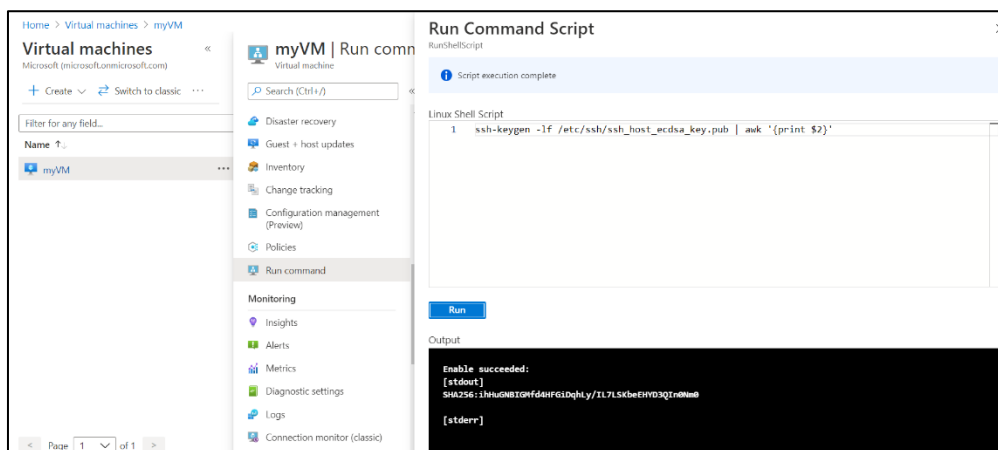 Home > Virtual machines > myVM
Virtual machines «
Microsoft (microsoft.onmicrosoft.com)
+ Create Switch to classic ...
Filter for any field...
Name ↑↓
myVM ...
< Page 1 of 1 >
myVM | Run comm
Virtual machine
Search (Ctrl+/) «
Disaster recovery
Guest + host updates
Inventory
Change tracking
Configuration management
(Preview)
Policies
Run command
Monitoring
Insights
Alerts
Metrics
Diagnostic settings
Logs
Connection monitor (classic)
Run Command Script
RunShellScript
Script execution complete
Linux Shell Script
1 ssh-keygen -lf /etc/ssh/ssh_host_ecdsa_key.pub | awk '{print $2}'
Run
Output
Enable succeeded:
[stdout]
SHA256:ihHuGNBIGMfd4HFGiDqhLy/IL7LSKbeEHYD3QIn0Nm0
[stderr]